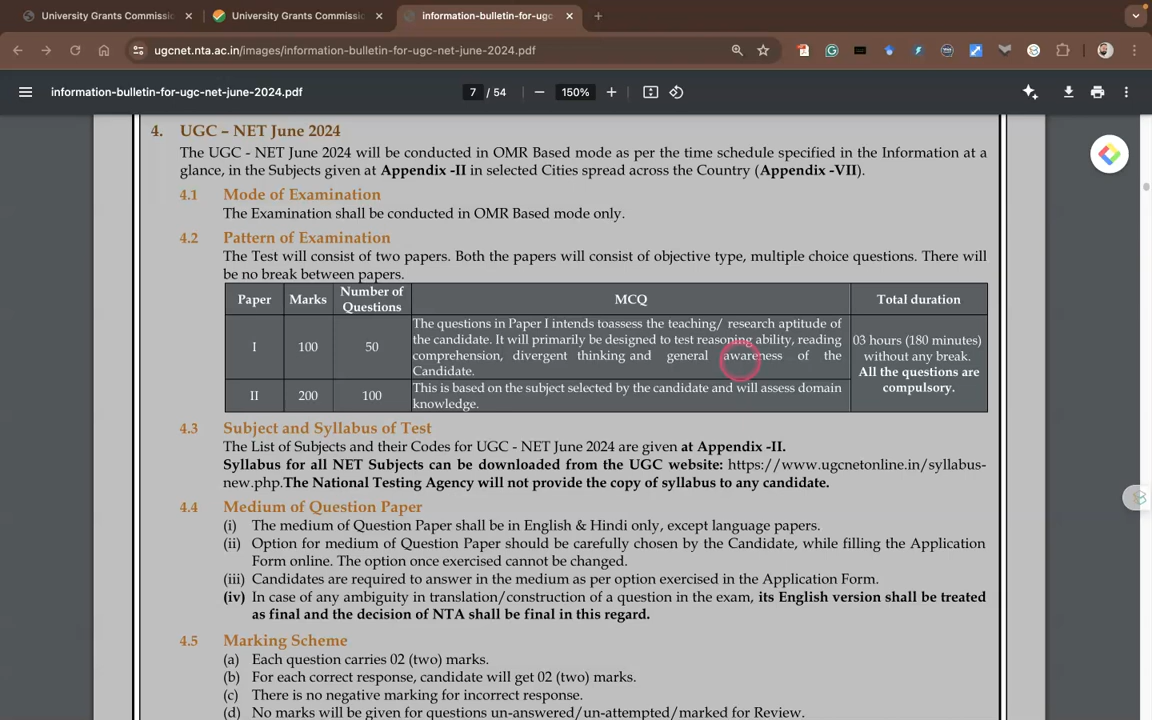 University Grants Commissio
University Grants Commissio
information-bulletin-for-ugc-
ugcnet.nta.ac.in/images/information-bulletin-for-ugc-net-june-2024.pdf
information-bulletin-for-ugc-net-june-2024.pdf
7 / 54
150%
4. UGC – NET June 2024
The UGC - NET June 2024 will be conducted in OMR Based mode as per the time schedule specified in the Information at a
glance, in the Subjects given at Appendix -II in selected Cities spread across the Country (Appendix -VII).
4.1 Mode of Examination
The Examination shall be conducted in OMR Based mode only.
4.2 Pattern of Examination
The Test will consist of two papers. Both the papers will consist of objective type, multiple choice questions. There will
be no break between papers.
Paper Marks Number of Questions MCQ Total duration
I 100 50
The questions in Paper I intends toassess the teaching/ research aptitude of
the candidate. It will primarily be designed to test reasoning ability, reading
comprehension, divergent thinking and general awareness of the
Candidate.
II 200 100
This is based on the subject selected by the candidate and will assess domain
knowledge.
03 hours (180 minutes)
without any break.
All the questions are
compulsory.
4.3 Subject and Syllabus of Test
The List of Subjects and their Codes for UGC - NET June 2024 are given at Appendix -II.
Syllabus for all NET Subjects can be downloaded from the UGC website: https://www.ugcnetonline.in/syllabus-
new.php.The National Testing Agency will not provide the copy of syllabus to any candidate.
4.4 Medium of Question Paper
(i) The medium of Question Paper shall be in English & Hindi only, except language papers.
(ii) Option for medium of Question Paper should be carefully chosen by the Candidate, while filling the Application
Form online. The option once exercised cannot be changed.
(iii) Candidates are required to answer in the medium as per option exercised in the Application Form.
(iv) In case of any ambiguity in translation/construction of a question in the exam, its English version shall be treated
as final and the decision of NTA shall be final in this regard.
4.5 Marking Scheme
(a) Each question carries 02 (two) marks.
(b) For each correct response, candidate will get 02 (two) marks.
(c) There is no negative marking for incorrect response.
(d) No marks will be given for questions un-answered/un-attempted/marked for Review.